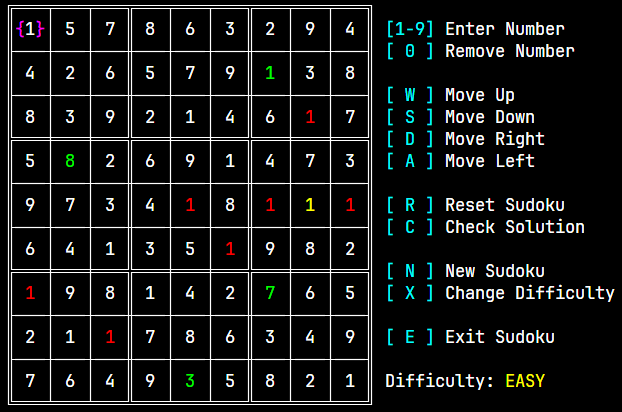 {1} 5 7 8 6 3 2 9 4 [1-9] Enter Number
4 2 6 5 7 9 1 3 8 [ 0 ] Remove Number
8 3 9 2 1 4 6 1 7 [ W ] Move Up
[ S ] Move Down
[ D ] Move Right
5 8 2 6 9 1 4 7 3 [ A ] Move Left
9 7 3 4 1 8 1 1 1 [ R ] Reset Sudoku
[ C ] Check Solution
6 4 1 3 5 1 9 8 2
[ N ] New Sudoku
1 9 8 1 4 2 7 6 5 [ X ] Change Difficulty
2 1 1 7 8 6 3 4 9 [ E ] Exit Sudoku
7 6 4 9 3 5 8 2 1 Difficulty: EASY